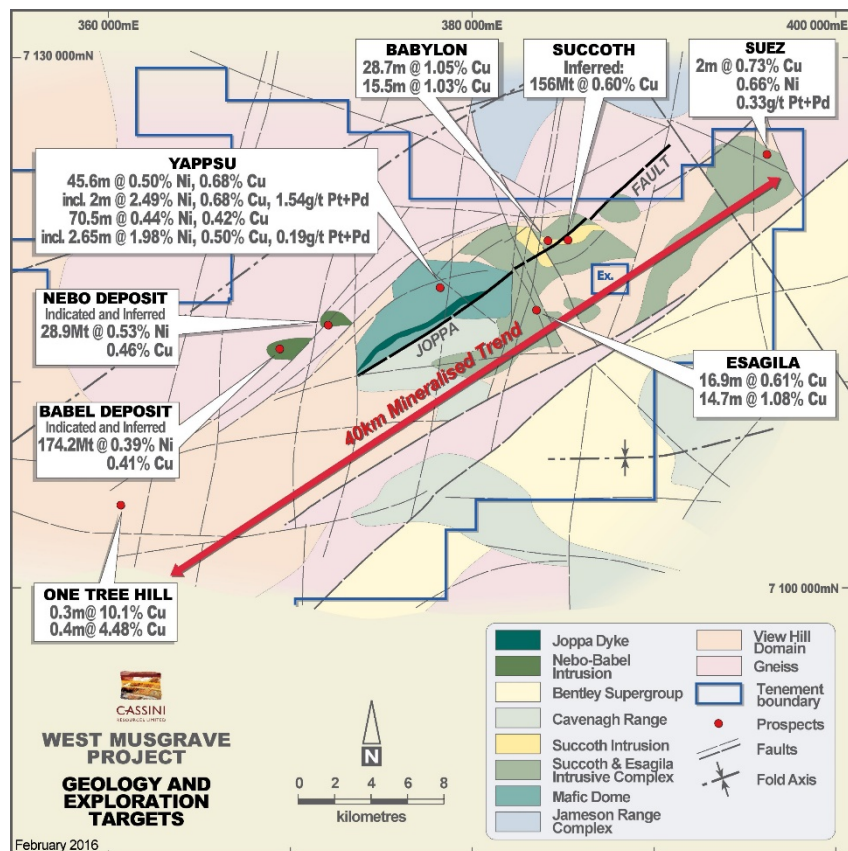 360 000mE
380 000mE
400 000mE
7 130 000mN
BABYLON
28.7m @ 1.05% Cu
15.5m @ 1.03% Cu
SUCCOTH
Inferred:
156Mt @ 0.60% Cu
SUEZ
2m @ 0.73% Cu
0.66% Ni
0.33g/t Pt+Pd
YAPPSU
45.6m @ 0.50% Ni, 0.68% Cu
incl. 2m @ 2.49% Ni, 0.68% Cu, 1.54g/t Pt+Pd
70.5m @ 0.44% Ni, 0.42% Cu
incl. 2.65m @ 1.98% Ni, 0.50% Cu, 0.19g/t Pt+Pd
FAULT
Ex.
NEBO DEPOSIT
Indicated and Inferred
28.9Mt @ 0.53% Ni
0.46% Cu
JOPPA
40km Mineralised Trend
ESAGILA
16.9m @ 0.61% Cu
14.7m @ 1.08% Cu
BABEL DEPOSIT
Indicated and Inferred
174.2Mt @ 0.39% Ni
0.41% Cu
ONE TREE HILL
0.3m@ 10.1% Cu
0.4m@ 4.48% Cu
7 100 000mN
Joppa Dyke
Nebo-Babel
Intrusion
Bentley Supergroup
Cavenagh Range
Succoth Intrusion
Succoth & Esagila
Intrusive Complex
Mafic Dome
Jameson Range
Complex
View Hill
Domain
Gneiss
Tenement
boundary
Prospects
Faults
Fold Axis
CASSINI
RESOURCES LIMITED
WEST MUSGRAVE
PROJECT
GEOLOGY AND
EXPLORATION
TARGETS
N
0 2 4 6 8
kilometres
February 2016